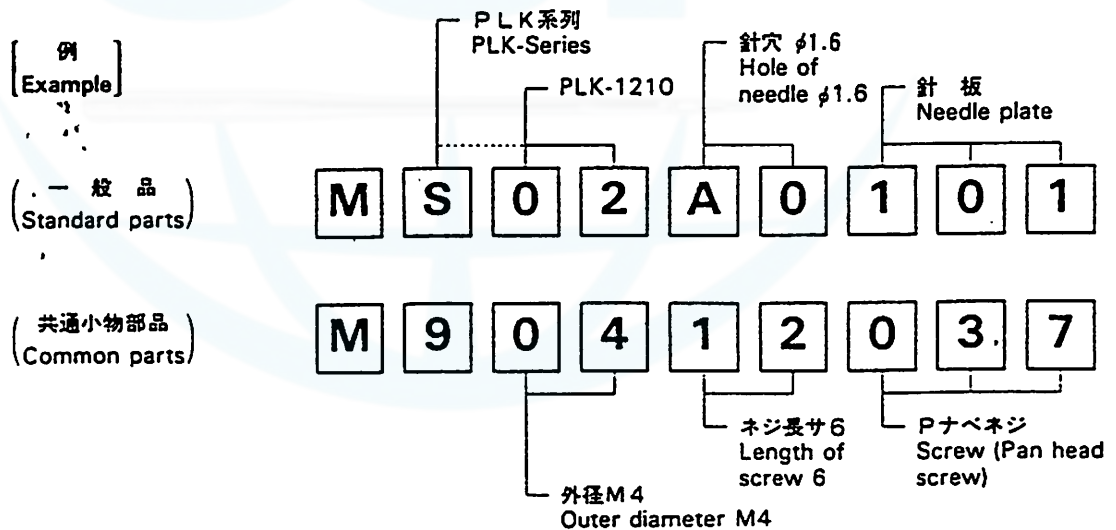 例
Example
PLK系列
PLK-Series
PLK-1210
針穴 φ1.6
Hole of
needle φ1.6
針 板
Needle plate
(一 般 品
Standard parts)
M S 0 2 A 0 1 0 1
(共通小物部品
Common parts)
M 9 0 4 1 2 0 3 7
ネジ長サ6
Length of
screw 6
Pナベネジ
Screw (Pan head
screw)
外径M4
Outer diameter M4